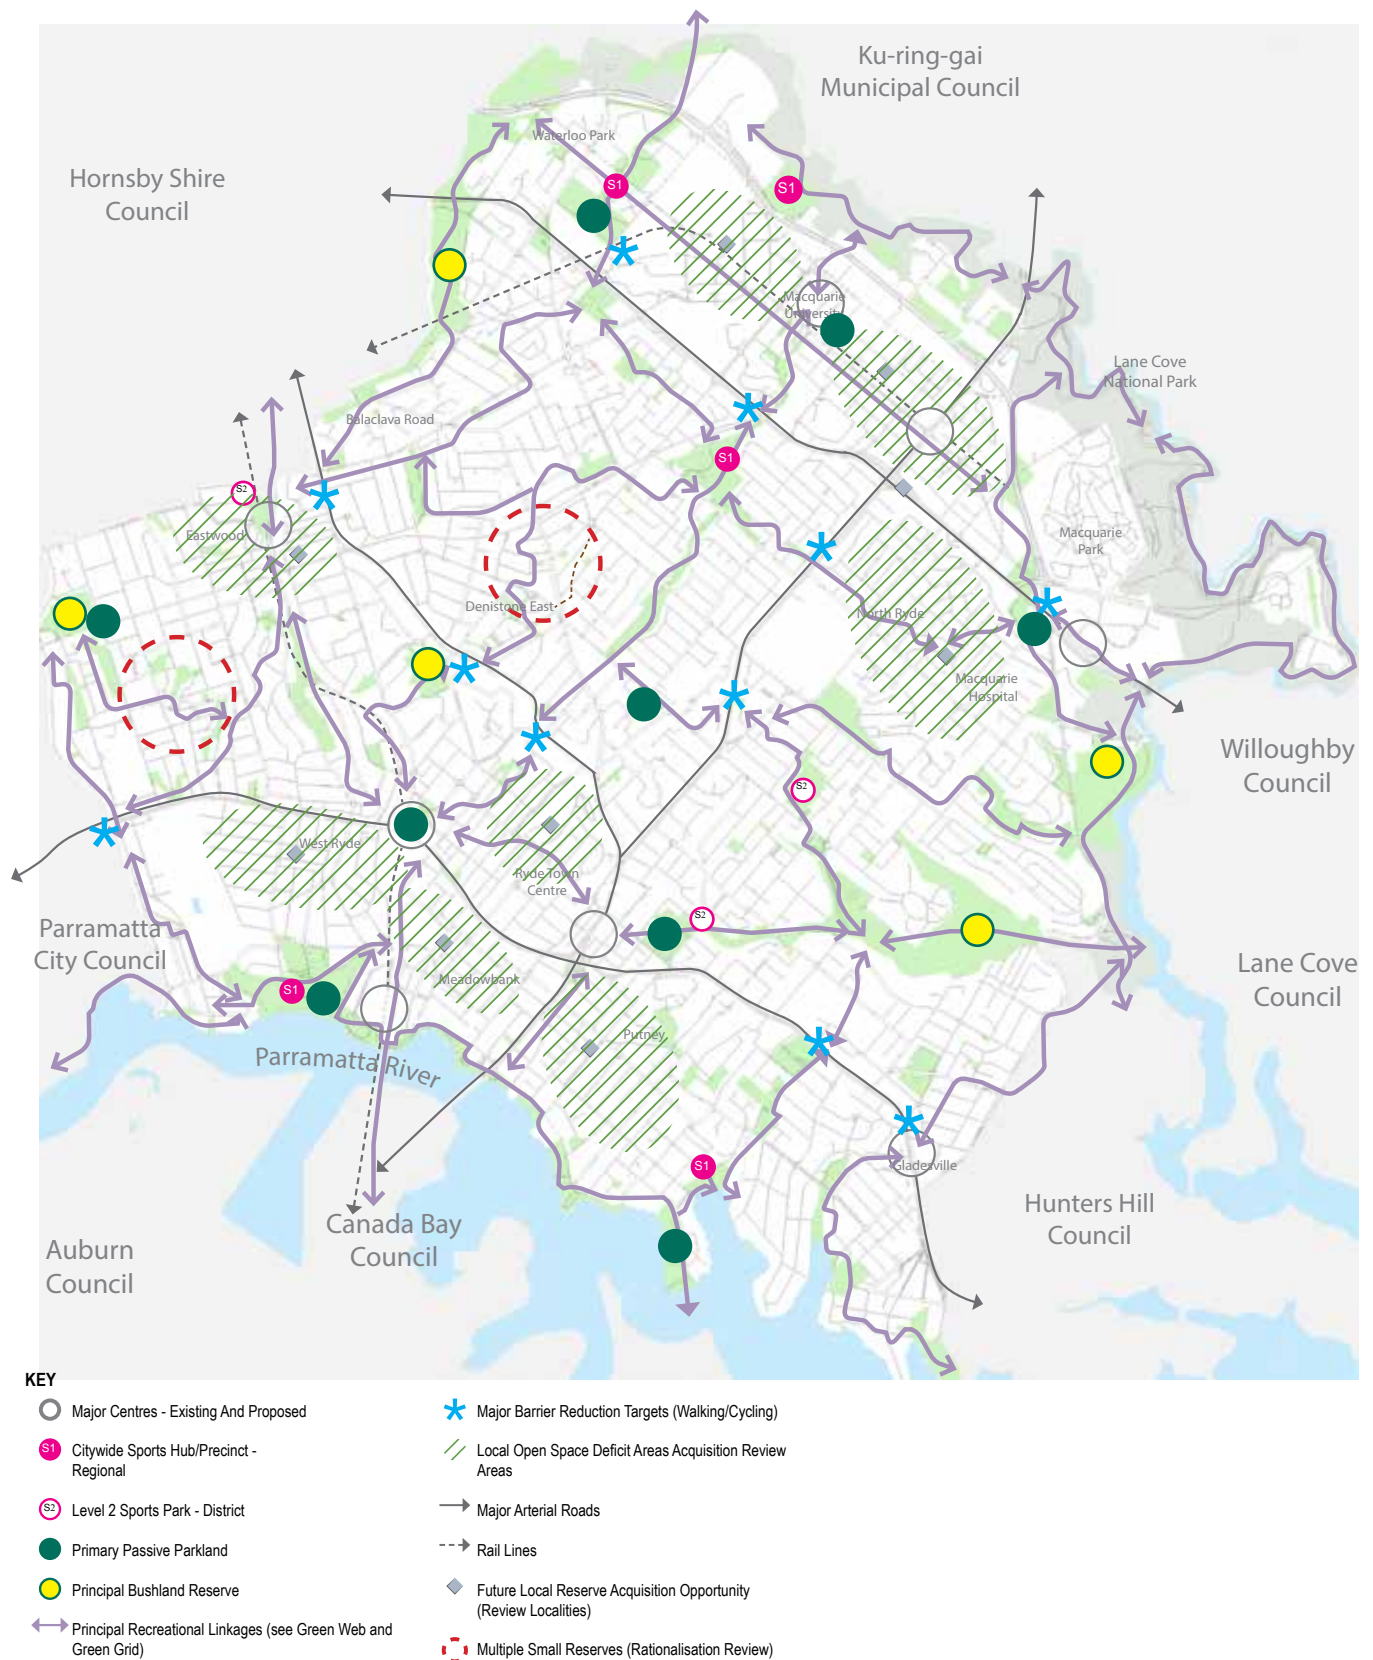 Ku-ring-gai
Municipal Council
Waterloo Park
Hornsby Shire
Council
S1
S1
Macquarie
University
Lane Cove
National Park
Balaclava Road
S1
S2
Eastwood
Macquarie
Park
Denistone East
North Ryde
Macquarie
Hospital
Willoughby
Council
S2
West Ryde
Ryde Town
Centre
S2
Parramatta
City Council
Meadowbank
Lane Cove
Council
S1
Putney
Parramatta River
S1
Gladesville
Canada Bay
Council
Hunters Hill
Council
Auburn
Council
KEY
Major Centres - Existing And Proposed
S1
Citywide Sports Hub/Precinct -
Regional
S2
Level 2 Sports Park - District
Primary Passive Parkland
Principal Bushland Reserve
Principal Recreational Linkages (see Green Web and
Green Grid)
Major Barrier Reduction Targets (Walking/Cycling)
Local Open Space Deficit Areas Acquisition Review
Areas
Major Arterial Roads
Rail Lines
Future Local Reserve Acquisition Opportunity
(Review Localities)
Multiple Small Reserves (Rationalisation Review)